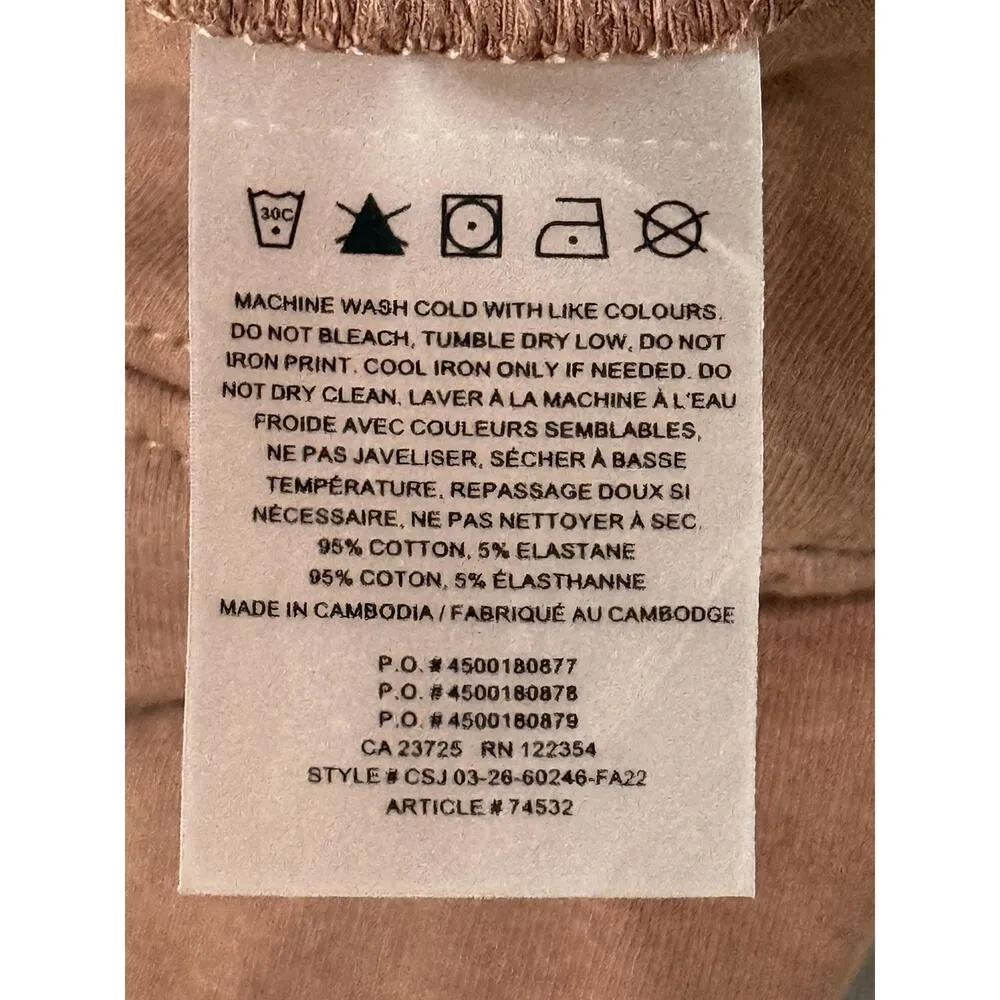 30C
MACHINE WASH COLD WITH LIKE COLOURS.
DO NOT BLEACH, TUMBLE DRY LOW, DO NOT
IRON PRINT. COOL IRON ONLY IF NEEDED. DO
NOT DRY CLEAN. LAVER À LA MACHINE À L'EAU
FROIDE AVEC COULEURS SEMBLABLES,
NE PAS JAVELISER, SÉCHER À BASSE
TEMPÉRATURE, REPASSAGE DOUX SI
NÉCESSAIRE, NE PAS NETTOYER À SEC.
95% COTTON, 5% ELASTANE
95% COTON, 5% ÉLASTHANNE
MADE IN CAMBODIA / FABRIQUÉ AU CAMBODGE
P.O. # 4500180877
P.O. # 4500180878
P.O. # 4500180879
CA 23725 RN 122354
STYLE # CSJ 03-26-60246-FA22
ARTICLE # 74532